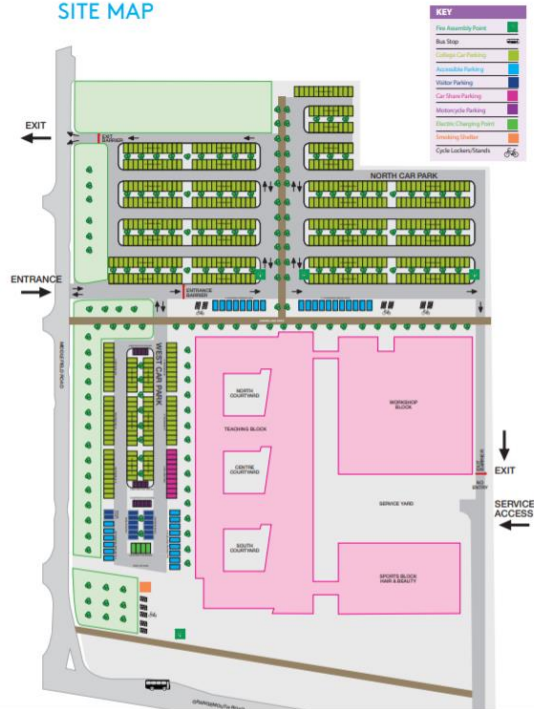 SITE MAP
KEY
Fire Assembly Point
Bus Stop
College Car Parking
Accessible Parking
Visitor Parking
Car Share Parking
Motorcycle Parking
Electric Charging Point
Smoking Shelter
Cycle Lockers/Stands
EXIT
EXIT
BARRIER
NORTH CAR PARK
ENTRANCE
ENTRANCE
BARRIER
WEST CAR PARK
NORTH
COURTYARD
WORKSHOP
BLOCK
TEACHING BLOCK
CENTRE
COURTYARD
EXIT
NO
ENTRY
SERVICE YARD
SERVICE
ACCESS
SOUTH
COURTYARD
SPORTS BLOCK
HAIR & BEAUTY